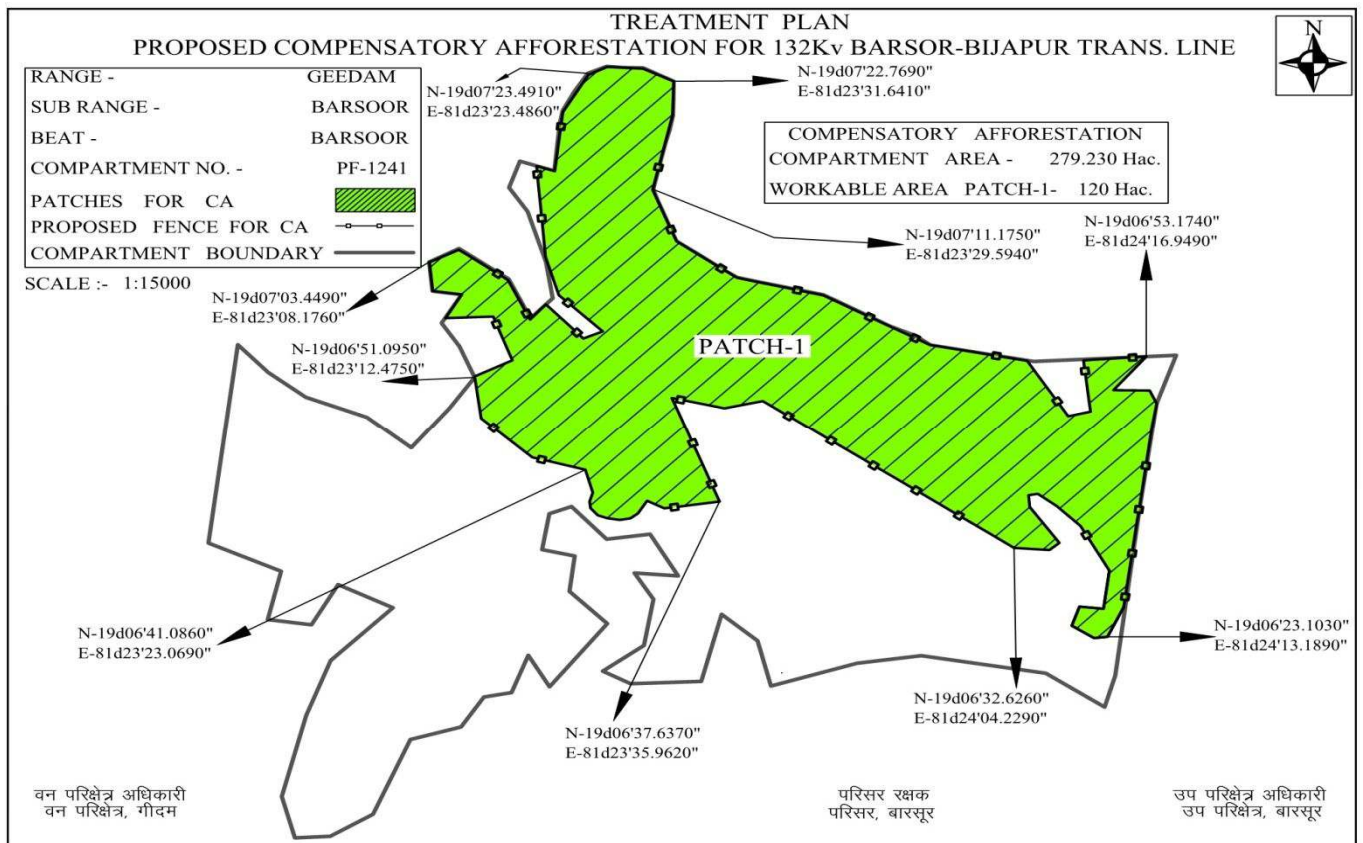 TREATMENT PLAN
PROPOSED COMPENSATORY AFFORESTATION FOR 132Kv BARSOR-BIJAPUR TRANS. LINE
N
RANGE - GEEDAM
SUB RANGE - BARSOOR
BEAT - BARSOOR
COMPARTMENT NO. - PF-1241
PATCHES FOR CA
PROPOSED FENCE FOR CA
COMPARTMENT BOUNDARY
SCALE :- 1:15000
N-19d07'23.4910"
E-81d23'23.4860"
N-19d07'22.7690"
E-81d23'31.6410"
COMPENSATORY AFFORESTATION
COMPARTMENT AREA - 279.230 Hac.
WORKABLE AREA PATCH-1- 120 Hac.
N-19d07'11.1750"
E-81d23'29.5940"
N-19d06'53.1740"
E-81d24'16.9490"
N-19d07'03.4490"
E-81d23'08.1760"
N-19d06'51.0950"
E-81d23'12.4750"
PATCH-1
N-19d06'41.0860"
E-81d23'23.0690"
N-19d06'23.1030"
E-81d24'13.1890"
N-19d06'32.6260"
E-81d24'04.2290"
N-19d06'37.6370"
E-81d23'35.9620"
वन परिक्षेत्र अधिकारी
वन परिक्षेत्र, गीदम
परिसर रक्षक
परिसर, बारसूर
उप परिक्षेत्र अधिकारी
उप परिक्षेत्र, बारसूर